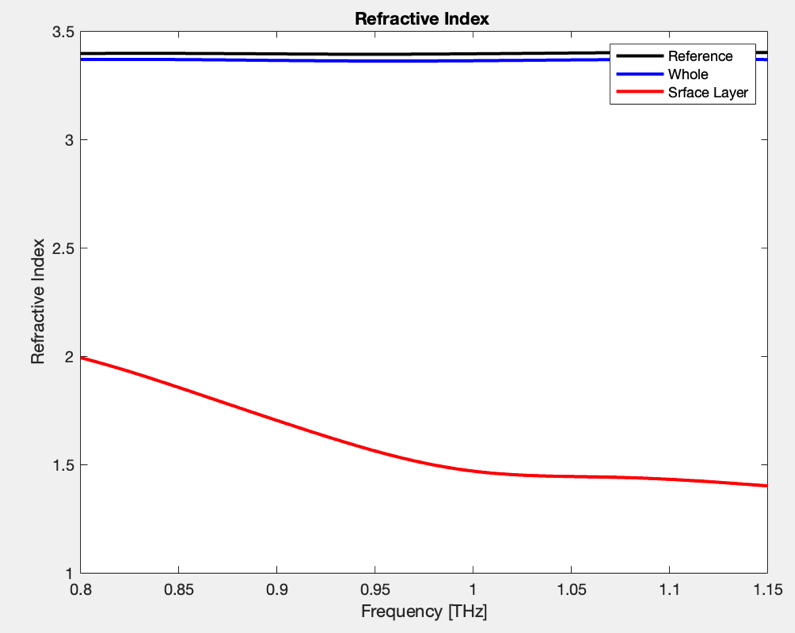 Refractive Index
3.5
3
2.5
2
1.5
1
Refractive Index
Reference
Whole
Srface Layer
0.8 0.85 0.9 0.95 1 1.05 1.1 1.15
Frequency [THz]